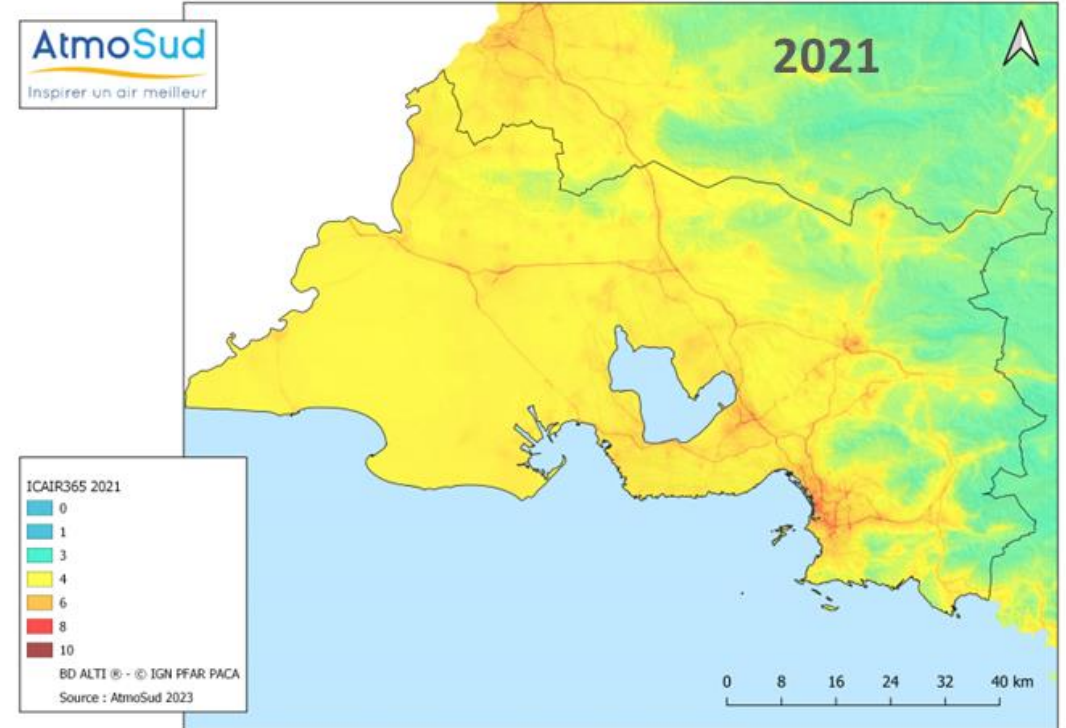 AtmoSud
Inspirer un air meilleur
2021
ICAIR365 2021
0
1
3
4
6
8
10
BD ALTI ® - © IGN PFAR PACA
Source : AtmoSud 2023
0 8 16 24 32 40 km